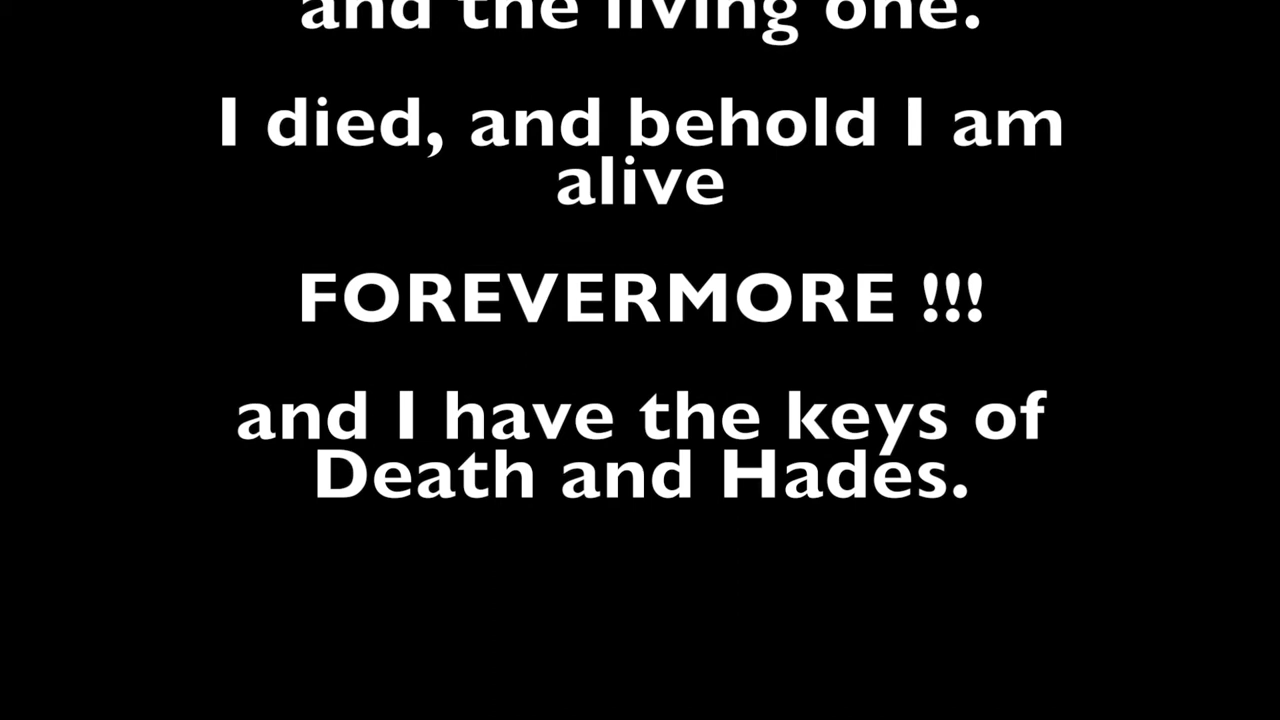 and the living one.
I died, and behold I am
alive
FOREVERMORE !!!
and I have the keys of
Death and Hades.